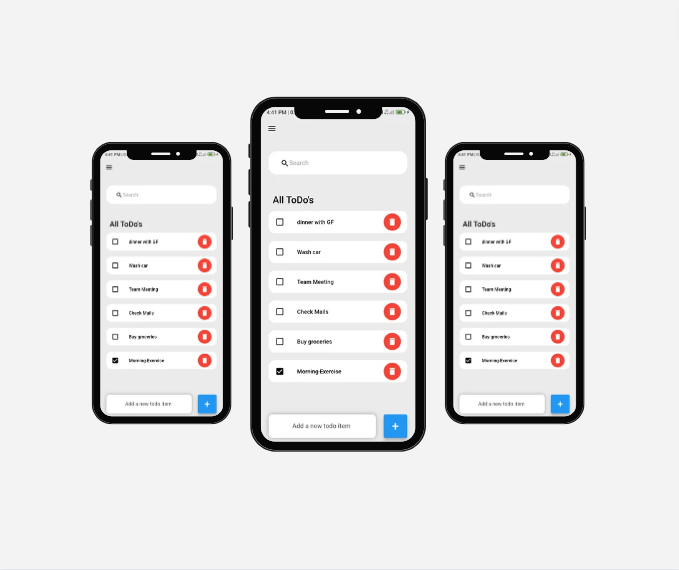 4:41 PM
Search
All ToDo's
dinner with GF
Wash car
Team Meeting
Check Mails
Buy groceries
Morning Exercise
Add a new todo item
+
4:41 PM
Search
All ToDo's
dinner with GF
Wash car
Team Meeting
Check Mails
Buy groceries
Morning Exercise
Add a new todo item
+
4:41 PM
Search
All ToDo's
dinner with GF
Wash car
Team Meeting
Check Mails
Buy groceries
Morning Exercise
Add a new todo item
+